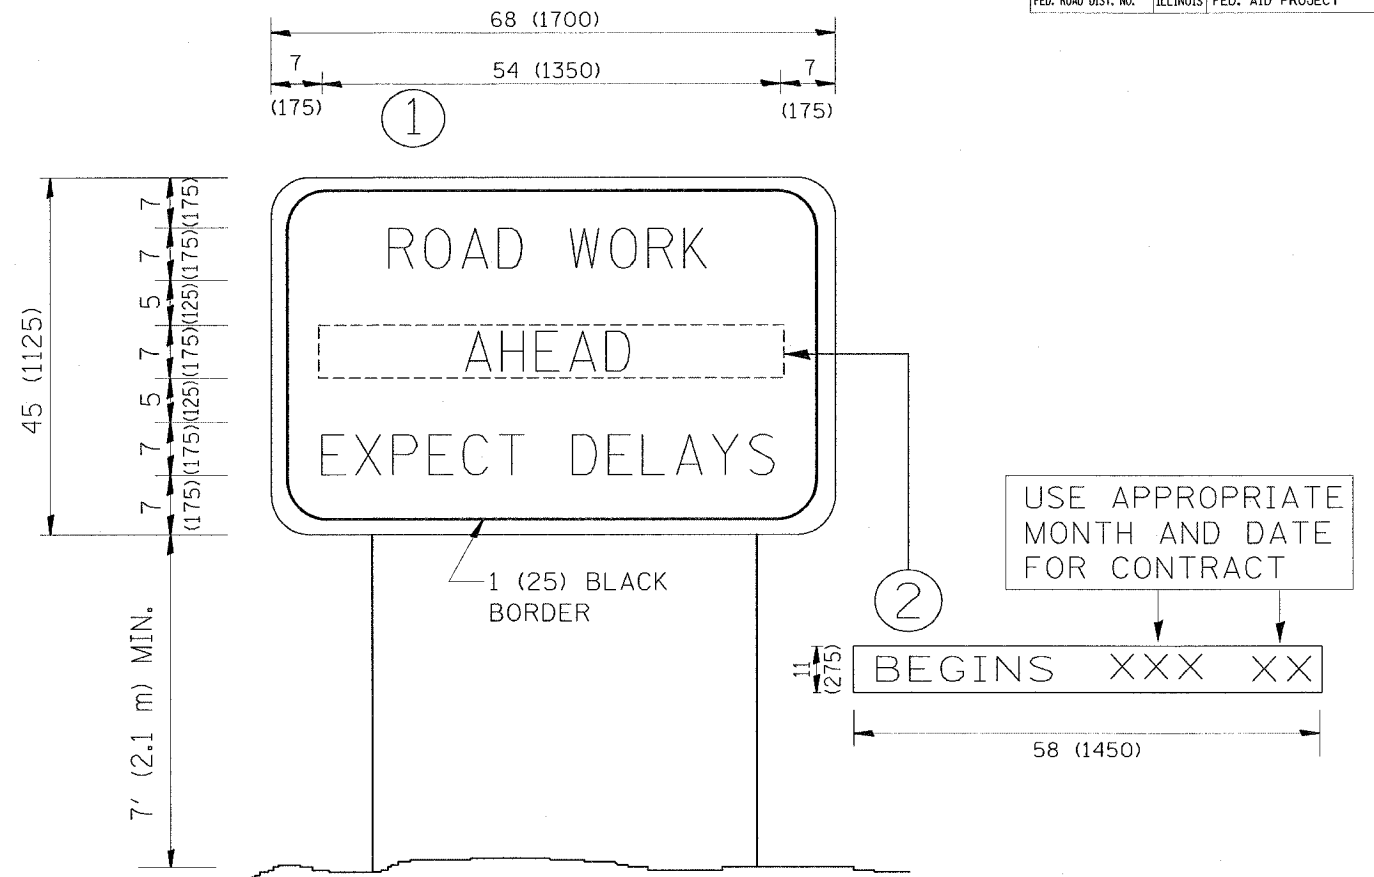 FED. ROAD DIST. NO. ILLINOIS FED. AID PROJECT
68 (1700)
7 54 (1350) 7
(175) (175)
1
45 (1125)
7 (175)
7 (175)
5 (125)
7 (175)
5 (125)
7 (175)
7 (175)
7' (2.1 m) MIN.
ROAD WORK
AHEAD
EXPECT DELAYS
1 (25) BLACK
BORDER
2
USE APPROPRIATE
MONTH AND DATE
FOR CONTRACT
11
(275)
BEGINS XXX XX
58 (1450)